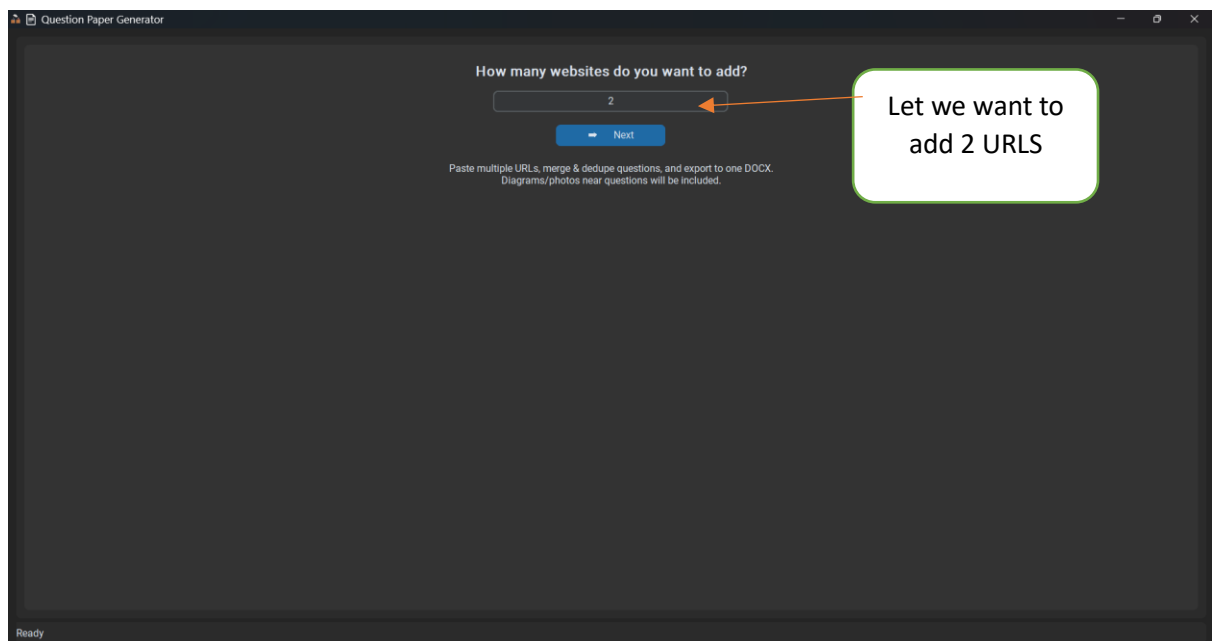 Question Paper Generator
How many websites do you want to add?
2
Next
Paste multiple URLs, merge & dedupe questions, and export to one DOCX.
Diagrams/photos near questions will be included.
Let we want to
add 2 URLS
Ready